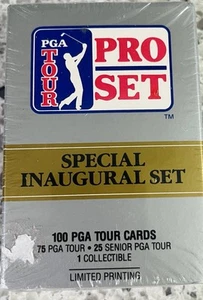 PGA
TOUR
PRO
SET
TM
SPECIAL
INAUGURAL SET
100 PGA TOUR CARDS
75 PGA TOUR • 25 SENIOR PGA TOUR
1 COLLECTIBLE
LIMITED PRINTING